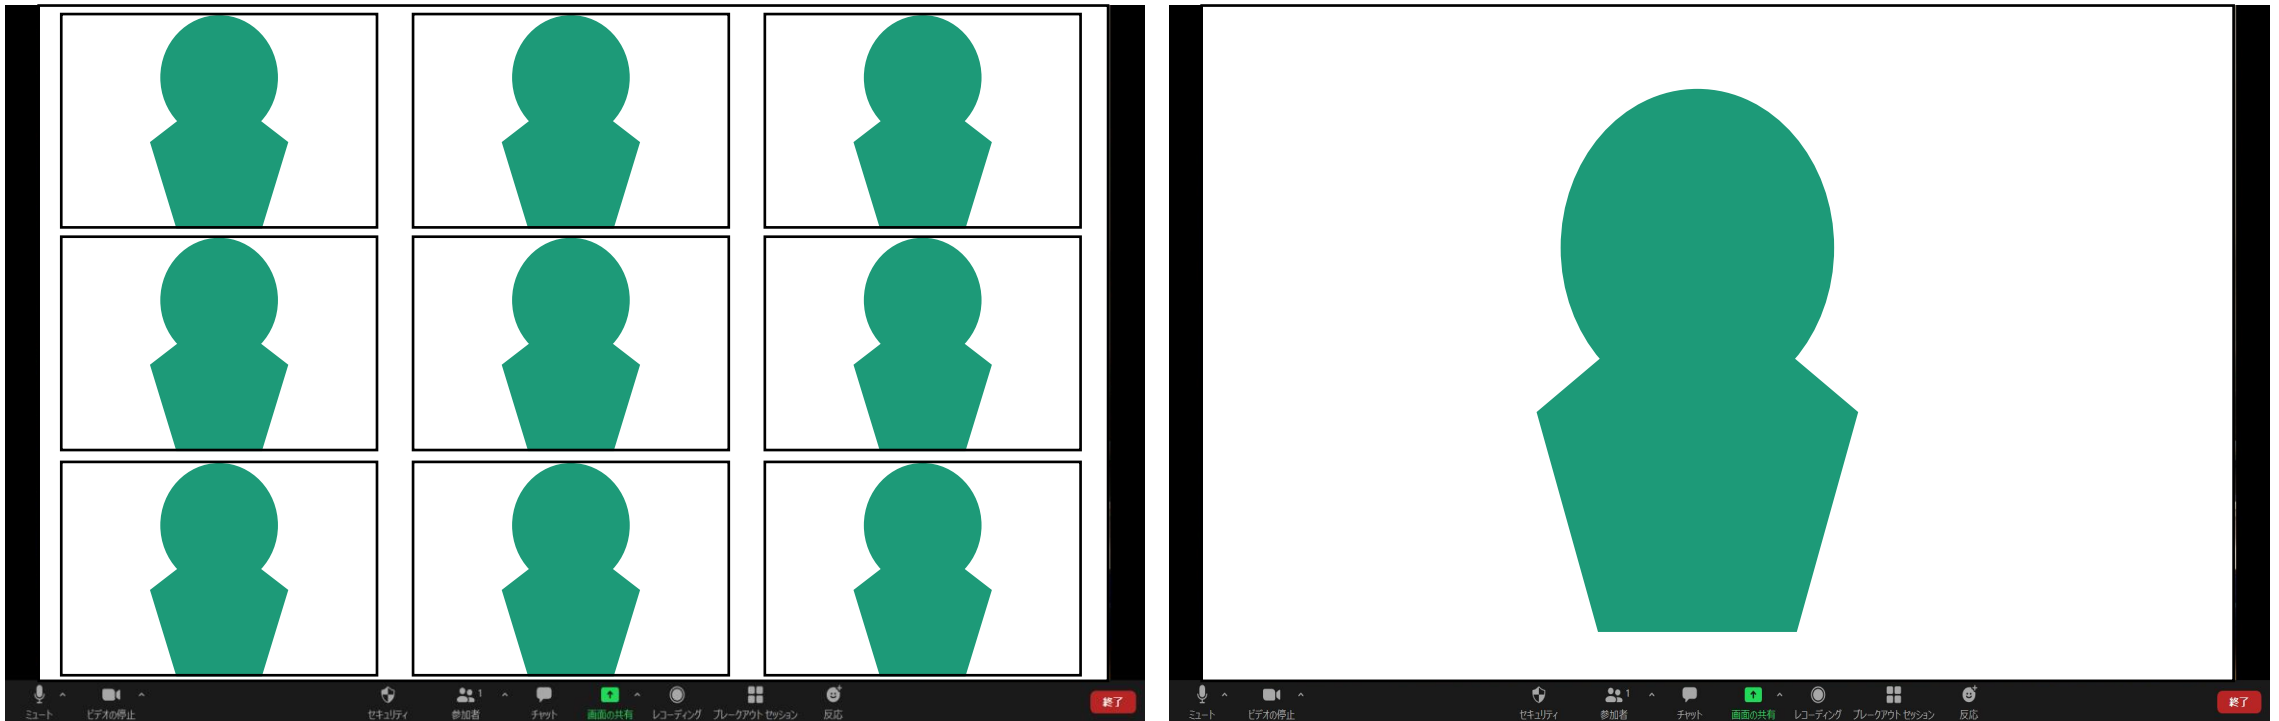 1
ミュート ビデオの停止 セキュリティ 参加者 チャット 画面の共有 レコーディング ブレークアウト セッション 反応 終了
1
ミュート ビデオの停止 セキュリティ 参加者 チャット 画面の共有 レコーディング ブレークアウト セッション 反応 終了